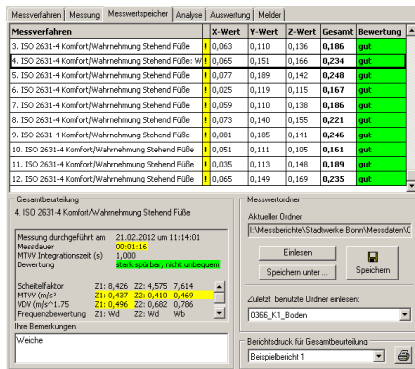 Messverfahren Messung Messwertspeicher Analyse Auswertung Melder
Messverfahren X-Wert Y-Wert Z-Wert Gesamt Bewertung
3. ISO 2631-4 Komfort/Wahrnehmung Stehend Füße ! 0,063 0,110 0,136 0,186 gut
4. ISO 2631-4 Komfort/Wahrnehmung Stehend Füße: W ! 0,065 0,151 0,166 0,234 gut
5. ISO 2631-4 Komfort/Wahrnehmung Stehend Füße ! 0,077 0,189 0,142 0,248 gut
6. ISO 2631-4 Komfort/Wahrnehmung Stehend Füße ! 0,025 0,119 0,115 0,167 gut
7. ISO 2631-4 Komfort/Wahrnehmung Stehend Füße ! 0,059 0,110 0,138 0,186 gut
8. ISO 2631-4 Komfort/Wahrnehmung Stehend Füße ! 0,073 0,140 0,155 0,221 gut
9. ISO 2631-4 Komfort/Wahrnehmung Stehend Füße ! 0,081 0,185 0,141 0,246 gut
10. ISO 2631-4 Komfort/Wahrnehmung Stehend Füße ! 0,051 0,111 0,105 0,161 gut
11. ISO 2631-4 Komfort/Wahrnehmung Stehend Füße ! 0,035 0,113 0,148 0,189 gut
12. ISO 2631-4 Komfort/Wahrnehmung Stehend Füße ! 0,065 0,149 0,169 0,235 gut
Gesamtbeurteilung
4. ISO 2631-4 Komfort/Wahrnehmung Stehend Füße
Messung durchgeführt am 21.02.2012 um 11:14:01
Messdauer 00:01:16
MTVV Integrationszeit (s) 1,000
Bewertung stark spürbar, nicht unbequem
Scheitelfaktor Z1: 8,426 Z2: 4,575 7,614
MTVV (m/s² Z1: 0,437 Z2: 0,410 0,469
VDV (m/s^1.75 Z1: 0,496 Z2: 0,682 0,786
Frequenzbewertung Z1: Wd Z2: Wd Wb
Ihre Bemerkungen
Weiche
Messwertordner
Aktueller Ordner
I:\Messberichte\Stadtwerke Bonn\Messdaten\
Einlesen
Speichern unter ...
Speichern
Zuletzt benutzte Ordner einlesen:
0366_K1_Boden
Berichtsdruck für Gesamtbeurteilung
Beispielbericht 1